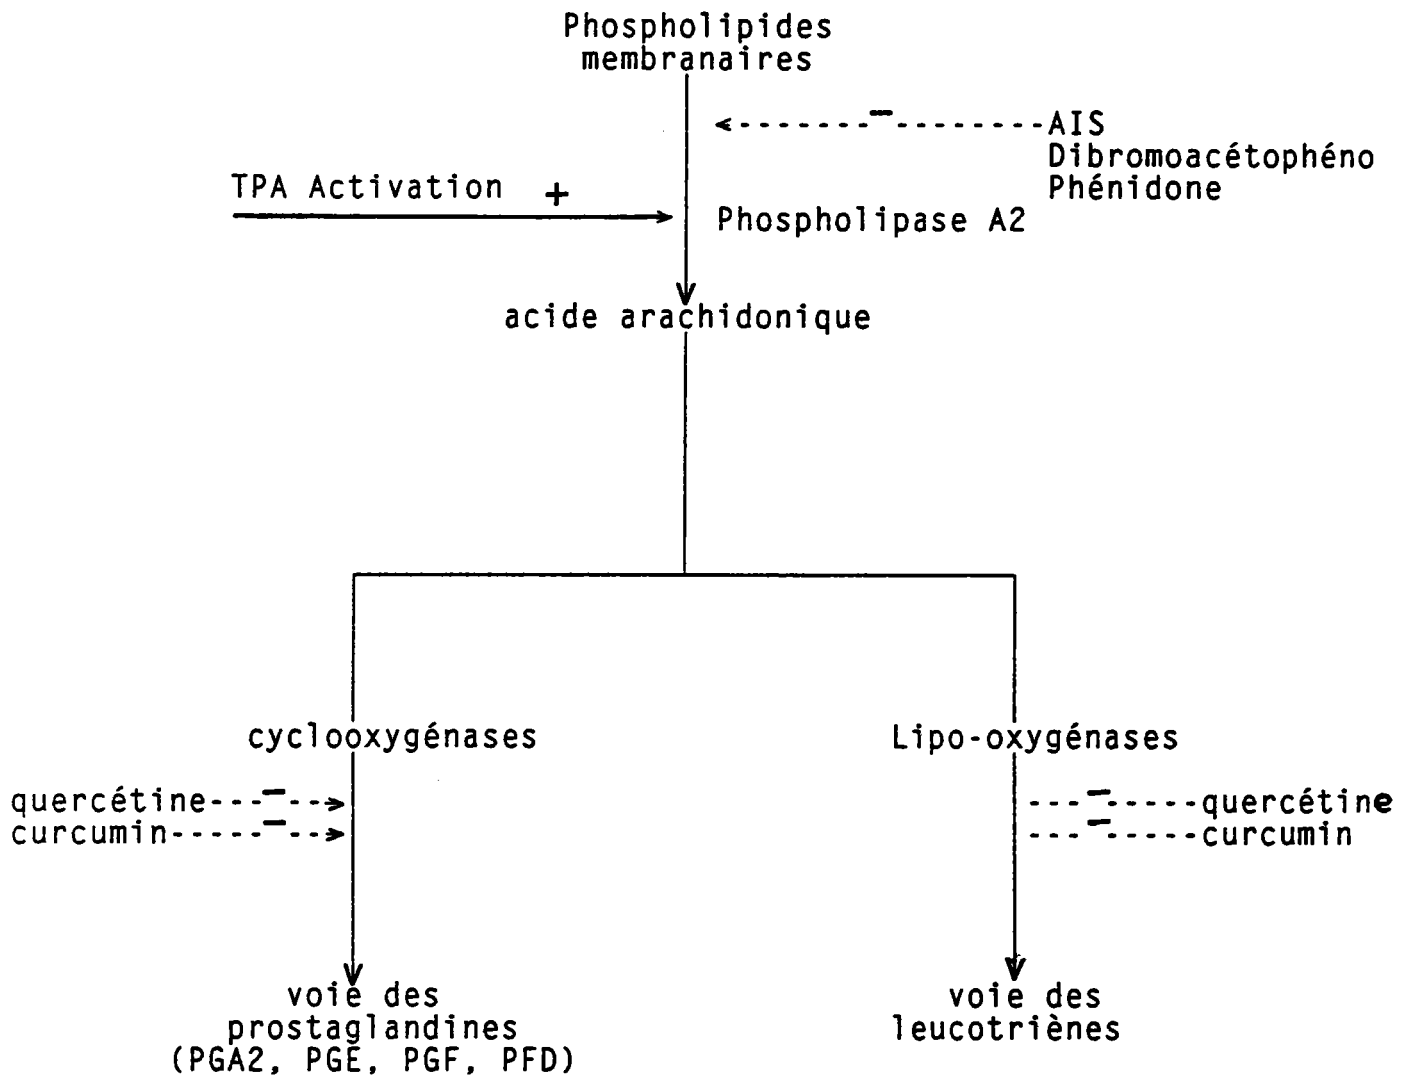 Phospholipides
membranaires
AIS
Dibromoacétophéno
Phénidone
TPA Activation +
Phospholipase A2
acide arachidonique
cyclooxygénases
Lipo-oxygénases
quercétine
curcumin
quercétine
curcumin
voie des
prostaglandines
(PGA2, PGE, PGF, PFD)
voie des
leucotriènes